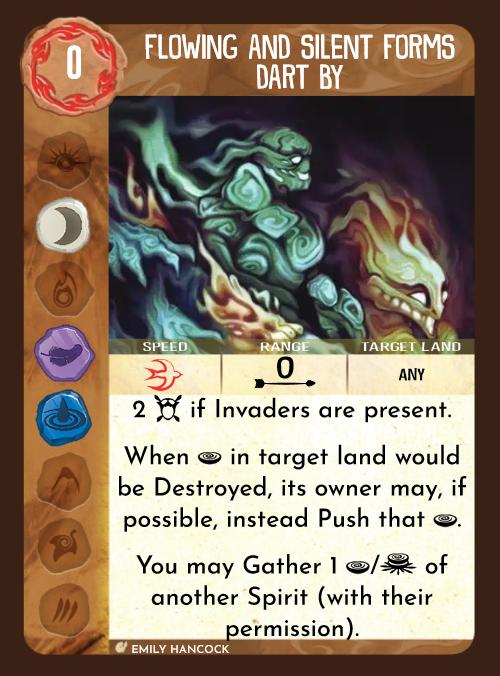 0
FLOWING AND SILENT FORMS
DART BY
SPEED RANGE TARGET LAND
0 ANY
2 if Invaders are present.
When in target land would
be Destroyed, its owner may, if
possible, instead Push that .
You may Gather 1 / of
another Spirit (with their
permission).
EMILY HANCOCK